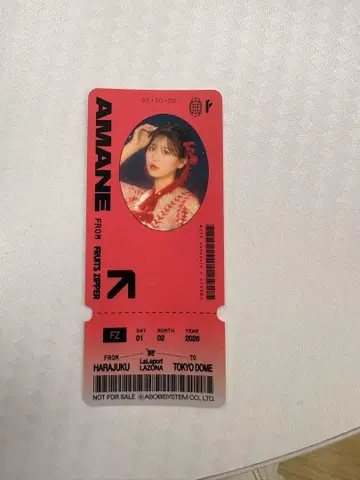 AMANE
FROM FRUITS ZIPPER
FZ
DAY MONTH YEAR
01 02 2026
FROM TO
HARAJUKU LaLaport LAZONA TOKYO DOME
NOT FOR SALE ©ASOBISYSTEM CO., LTD.